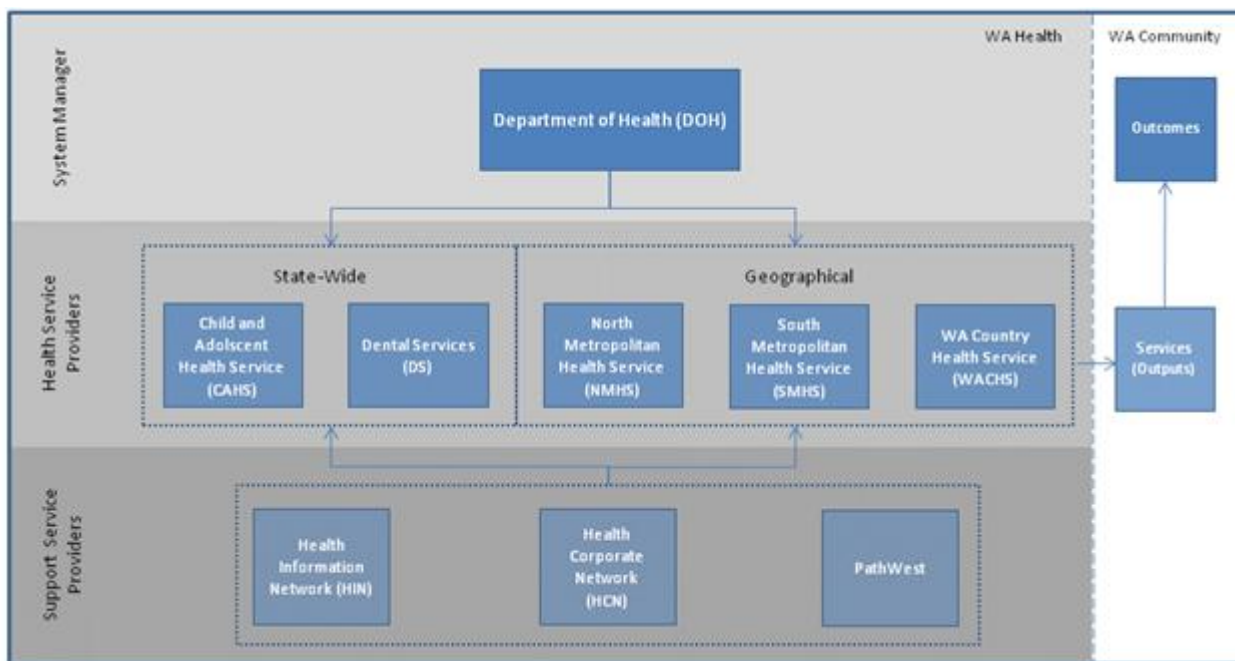 WA Health
WA Community
System Manager
Department of Health (DOH)
Outcomes
Health Service
Providers
State-Wide
Geographical
Child and
Adolscent
Health Service
(CAHS)
Dental Services
(DS)
North
Metropolitan
Health Service
(NMHS)
South
Metropolitan
Health Service
(SMHS)
WA Country
Health Service
(WACHS)
Services
(Outputs)
Support Service
Providers
Health
Information
Network (HIN)
Health
Corporate
Network
(HCN)
PathWest